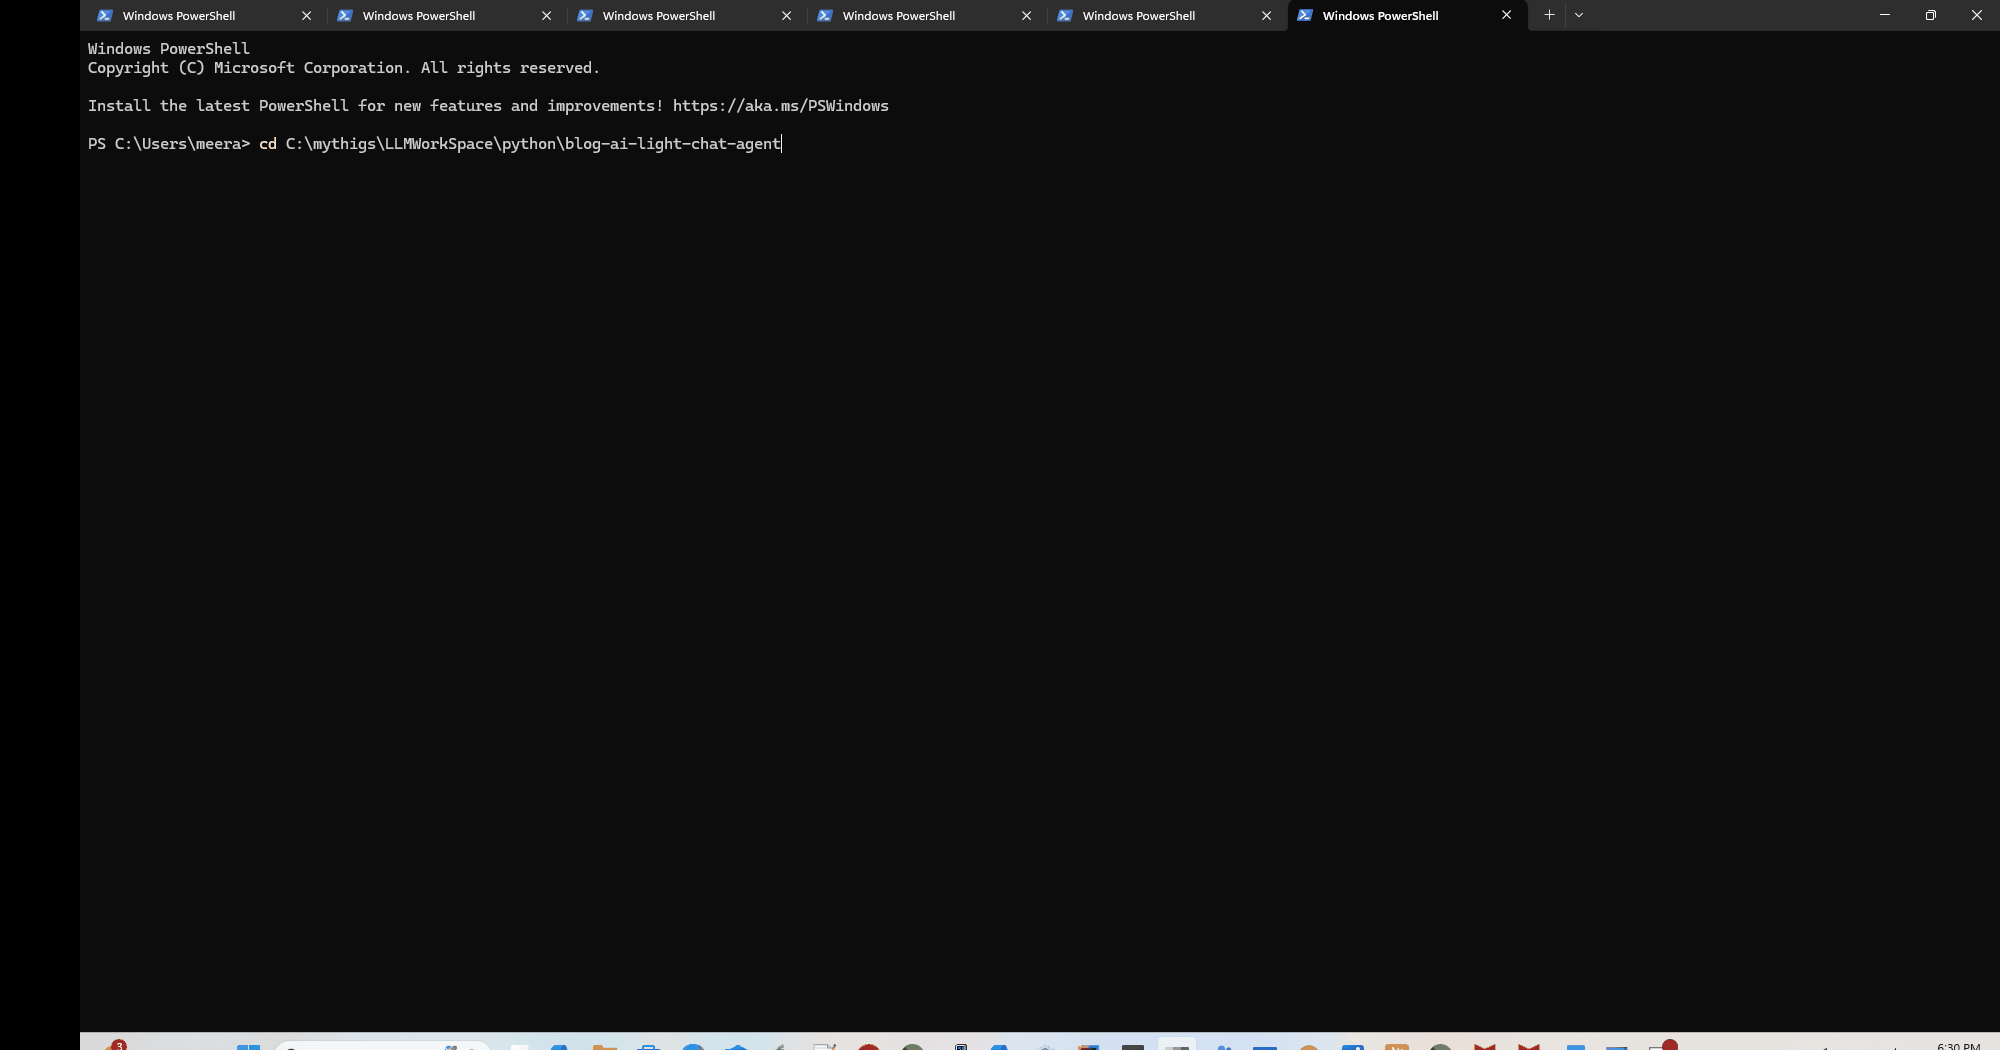 Windows PowerShell
Windows PowerShell
Windows PowerShell
Windows PowerShell
Windows PowerShell
Windows PowerShell
Windows PowerShell
Copyright (C) Microsoft Corporation. All rights reserved.
Install the latest PowerShell for new features and improvements! https://aka.ms/PSWindows
PS C:\Users\meera> cd C:\mythigs\LLMWorkSpace\python\blog-ai-light-chat-agent
3
6:30 PM